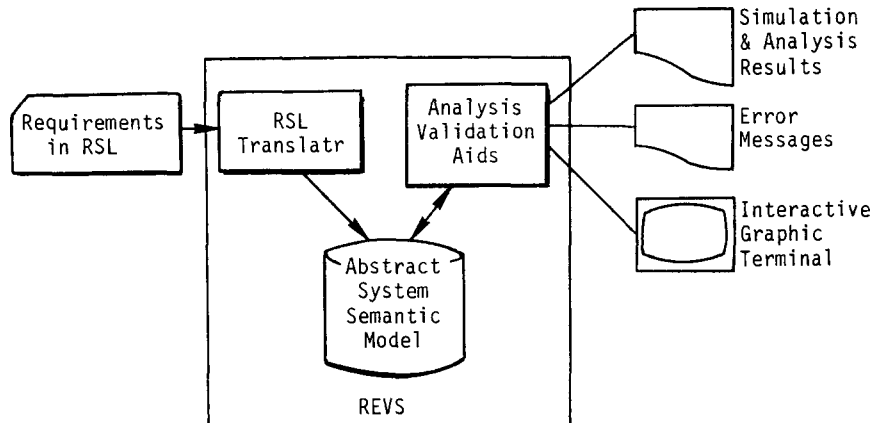 Requirements
in RSL
RSL
Translatr
Analysis
Validation
Aids
Abstract
System
Semantic
Model
REVS
Simulation
& Analysis
Results
Error
Messages
Interactive
Graphic
Terminal